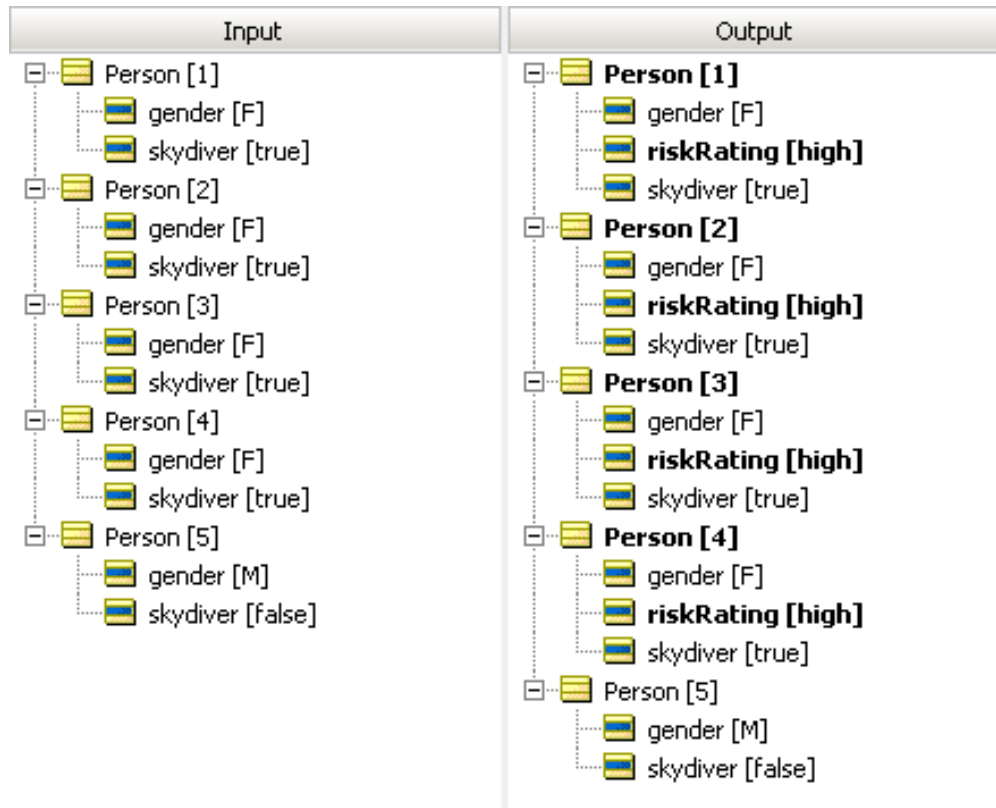 Input
Person [1]
gender [F]
skydiver [true]
Person [2]
gender [F]
skydiver [true]
Person [3]
gender [F]
skydiver [true]
Person [4]
gender [F]
skydiver [true]
Person [5]
gender [M]
skydiver [false]
Output
Person [1]
gender [F]
riskRating [high]
skydiver [true]
Person [2]
gender [F]
riskRating [high]
skydiver [true]
Person [3]
gender [F]
riskRating [high]
skydiver [true]
Person [4]
gender [F]
riskRating [high]
skydiver [true]
Person [5]
gender [M]
skydiver [false]